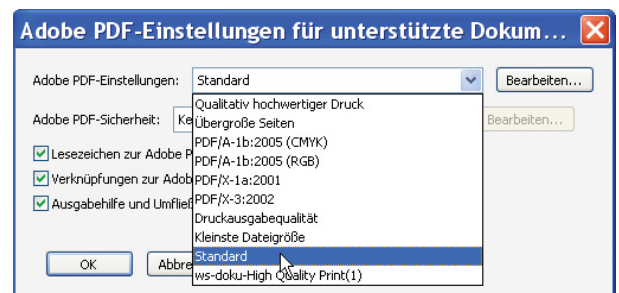 Adobe PDF-Einstellungen für unterstützte Dokum...
Adobe PDF-Einstellungen: Standard Bearbeiten...
Qualitativ hochwertiger Druck
Adobe PDF-Sicherheit: Ke Übergroße Seiten Bearbeiten...
PDF/A-1b:2005 (CMYK)
Lesezeichen zur Adobe P PDF/A-1b:2005 (RGB)
Verknüpfungen zur Adob PDF/X-1a:2001
PDF/X-3:2002
Ausgabehilfe und Umfließ
Druckausgabequalität
Kleinste Dateigröße
Standard
OK Abbre
ws-doku-High Quality Print(1)